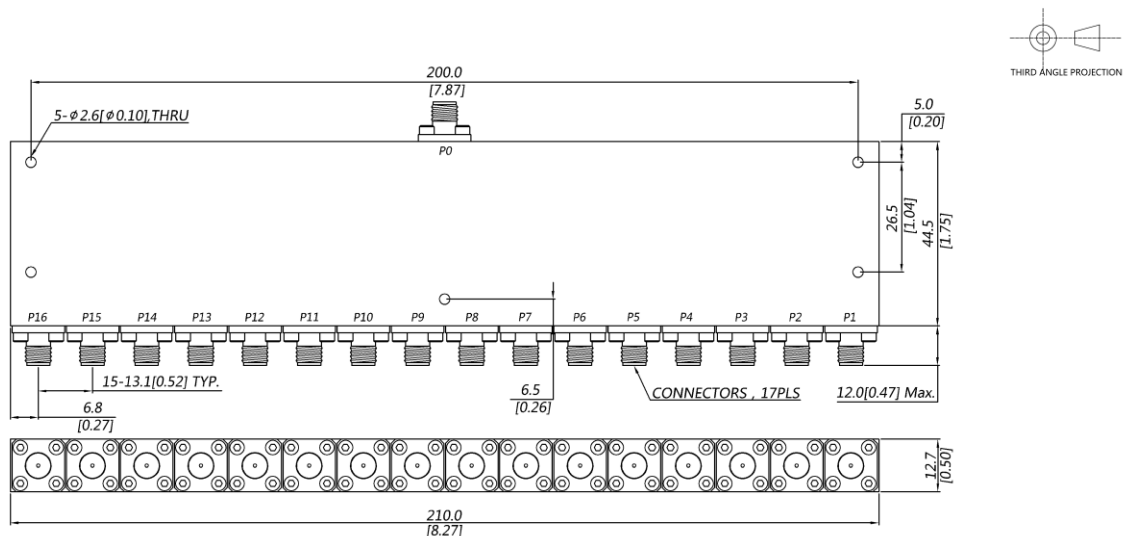 THIRD ANGLE PROJECTION
200.0
[7.87]
5-ϕ2.6[ϕ0.10],THRU
5.0
[0.20]
P0
26.5
[1.04]
44.5
[1.75]
P16 P15 P14 P13 P12 P11 P10 P9 P8 P7 P6 P5 P4 P3 P2 P1
15-13.1[0.52] TYP.
6.5
[0.26]
CONNECTORS , 17PLS
12.0[0.47] Max.
6.8
[0.27]
12.7
[0.50]
210.0
[8.27]